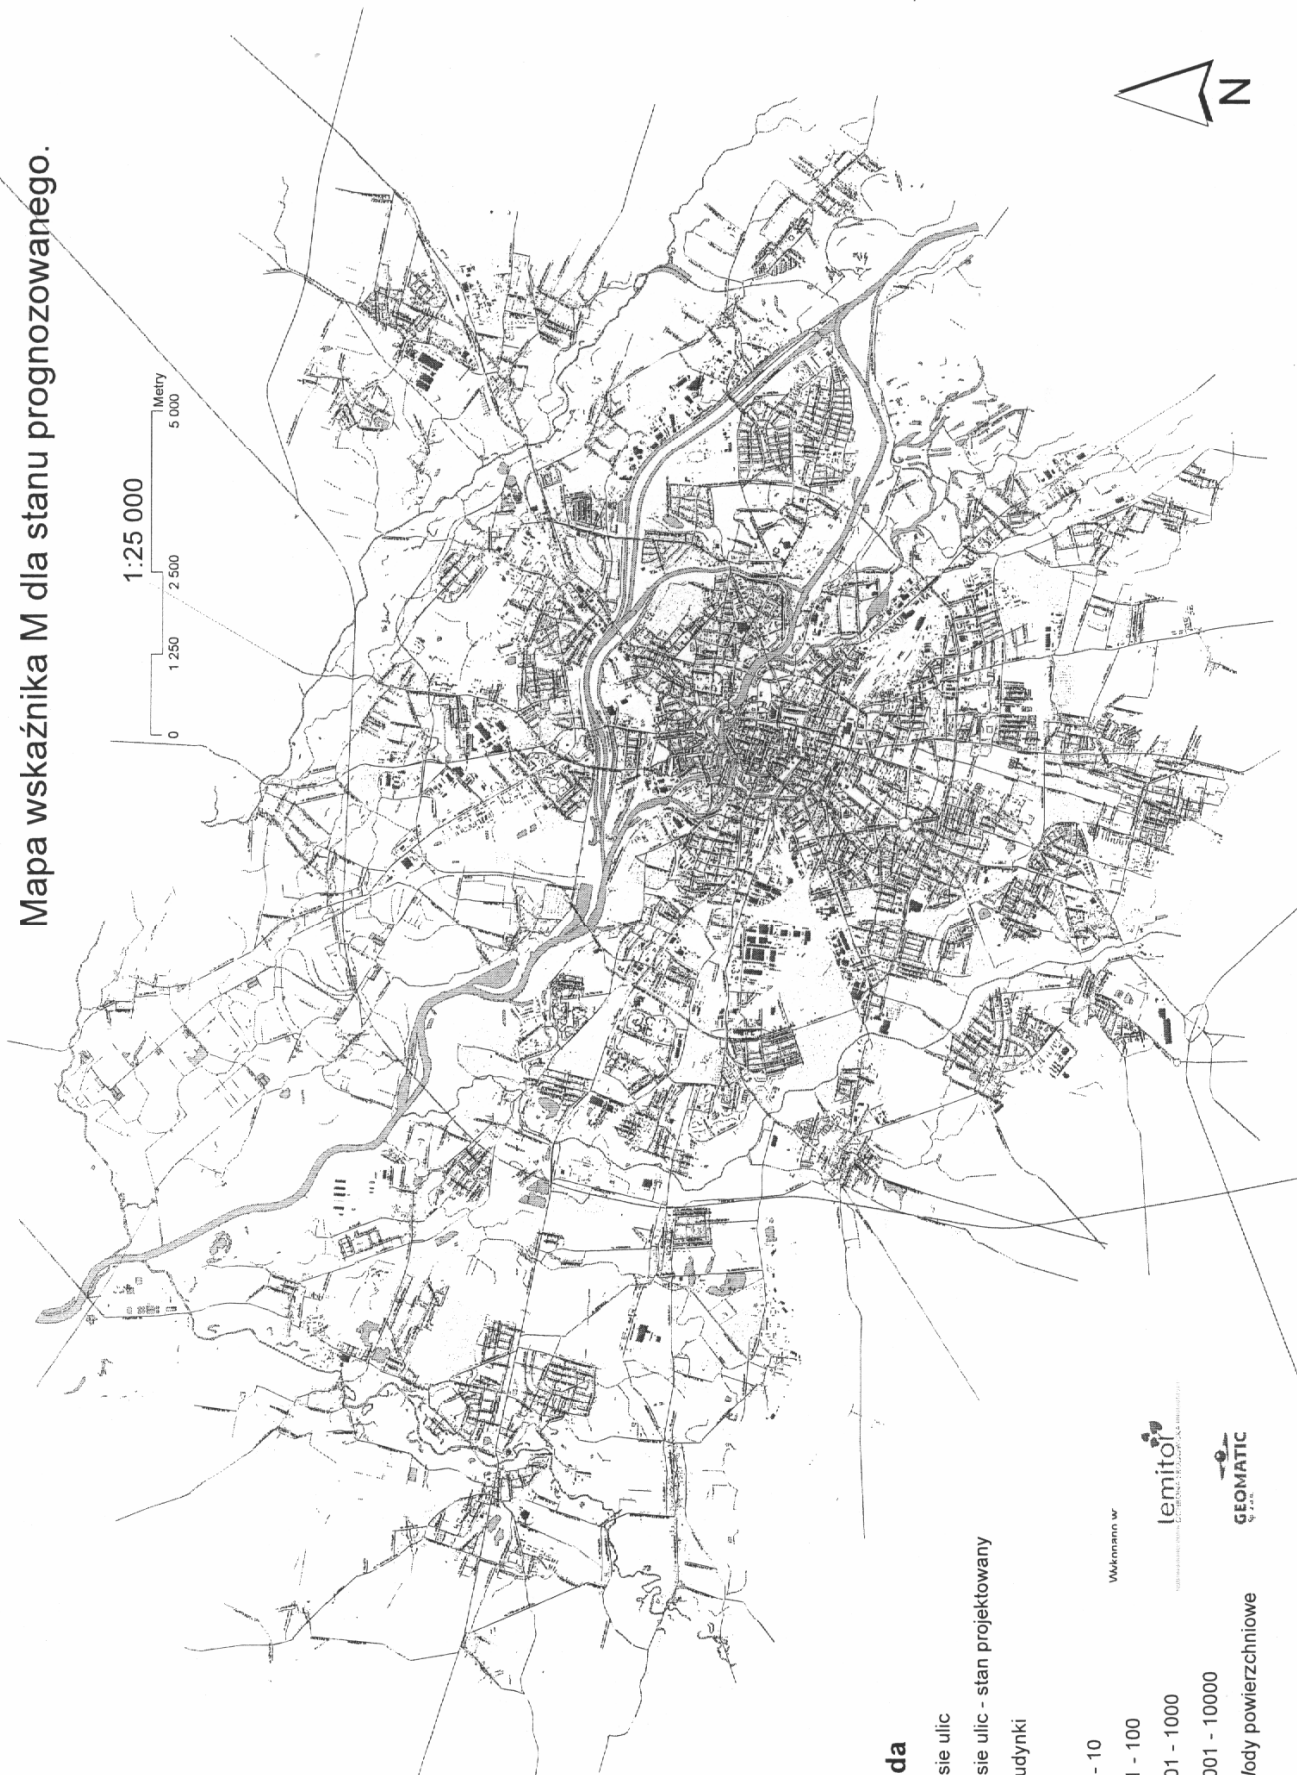 Mapa wskaźnika M dla stanu prognozowanego.
1:25 000
0 1 250 2 500 5 000
Metry
N
da
sie ulic
sie ulic - stan projektowany
udynki
- 10
- 100
01 - 1000
001 - 10000
ody powierzchniowe
Wykonano w
lemitor
GEOMATIC
Sp. z o.o.